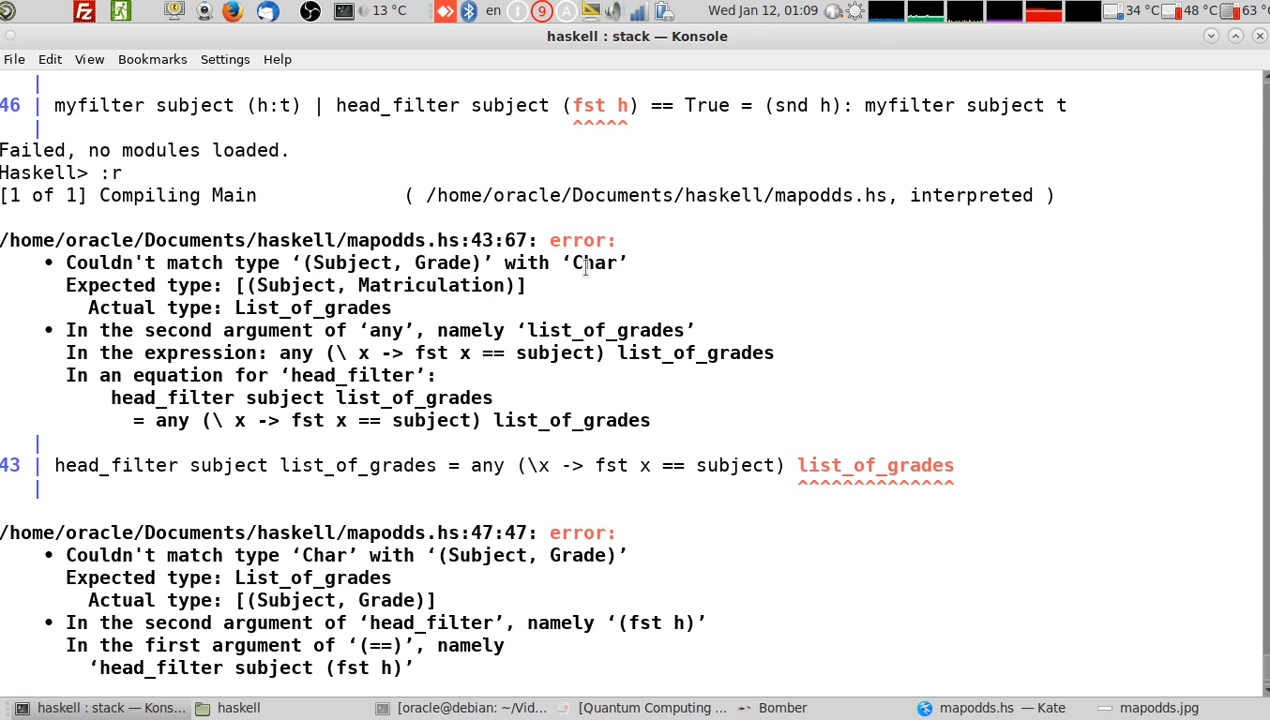 13 °C en 9 A Wed Jan 12, 01:09 34 °C 48 °C 63 °C
haskell : stack — Konsole
File Edit View Bookmarks Settings Help
|
46 | myfilter subject (h:t) | head_filter subject (fst h) == True = (snd h): myfilter subject t
| ^^^^^
Failed, no modules loaded.
Haskell> :r
[1 of 1] Compiling Main ( /home/oracle/Documents/haskell/mapodds.hs, interpreted )
/home/oracle/Documents/haskell/mapodds.hs:43:67: error:
• Couldn't match type ‘(Subject, Grade)’ with ‘Char’
Expected type: [(Subject, Matriculation)]
Actual type: List_of_grades
• In the second argument of ‘any’, namely ‘list_of_grades’
In the expression: any (\ x -> fst x == subject) list_of_grades
In an equation for ‘head_filter’:
head_filter subject list_of_grades
= any (\ x -> fst x == subject) list_of_grades
|
43 | head_filter subject list_of_grades = any (\x -> fst x == subject) list_of_grades
| ^^^^^^^^^^^^^^
/home/oracle/Documents/haskell/mapodds.hs:47:47: error:
• Couldn't match type ‘Char’ with ‘(Subject, Grade)’
Expected type: List_of_grades
Actual type: [(Subject, Grade)]
• In the second argument of ‘head_filter’, namely ‘(fst h)’
In the first argument of ‘(==)’, namely
‘head_filter subject (fst h)’
haskell : stack — Kons... haskell [oracle@debian: ~/Vid... [Quantum Computing ... Bomber mapodds.hs — Kate mapodds.jpg